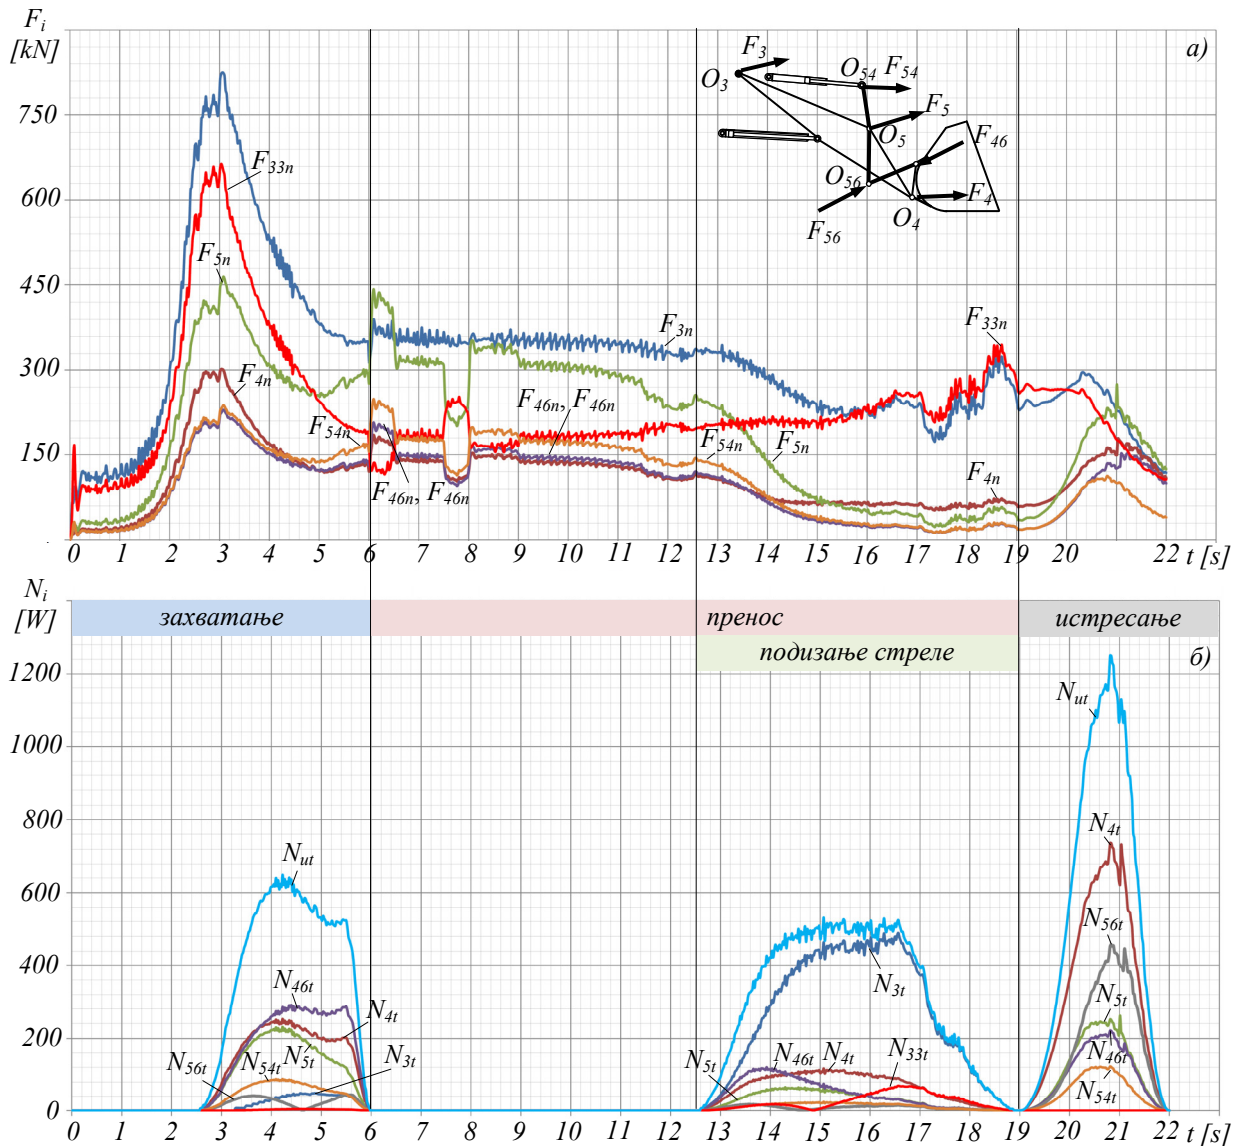 F_i
[kN]
а)
750
600
450
300
150
F_3
O_3
O_54
F_54
F_5
O_5
F_46
O_56
F_4
O_4
F_56
F_33n
F_5n
F_4n
F_54n
F_46n, F_46n
F_3n
F_46n, F_46n
F_54n
F_5n
F_33n
F_4n
0 1 2 3 4 5 6 7 8 9 10 11 12 13 14 15 16 17 18 19 20 22 t [s]
N_i
[W]
захватање
пренос
истресање
подизање стреле
б)
1200
1000
800
600
400
200
0
N_ut
N_46t
N_4t
N_56t
N_54t
N_5t
N_3t
N_5t
N_46t
N_4t
N_33t
N_3t
N_ut
N_4t
N_56t
N_5t
N_46t
N_54t
0 1 2 3 4 5 6 7 8 9 10 11 12 13 14 15 16 17 18 19 20 21 22 t [s]